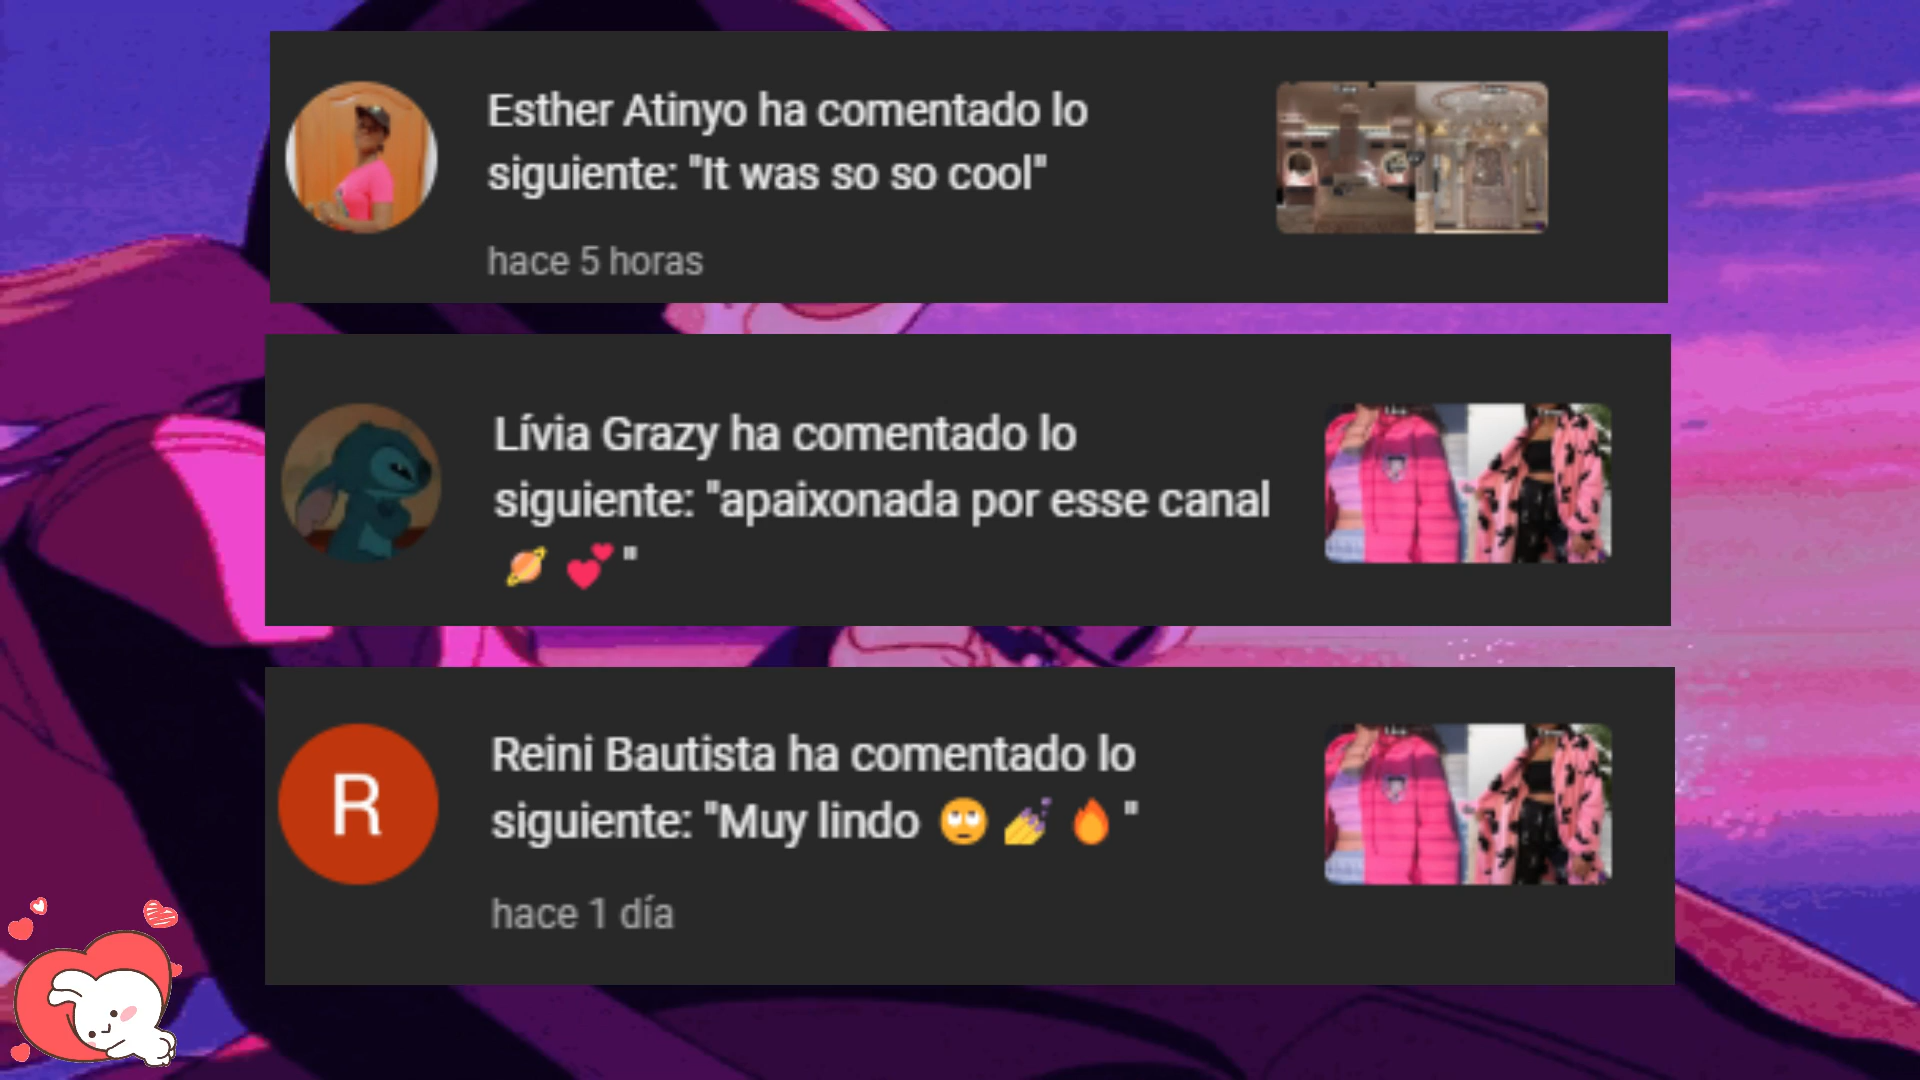 Esther Atinyo ha comentado lo
siguiente: "It was so so cool"
hace 5 horas
Lívia Grazy ha comentado lo
siguiente: "apaixonada por esse canal
🪐 💕"
R
Reini Bautista ha comentado lo
siguiente: "Muy lindo 🙄 💅 🔥"
hace 1 día